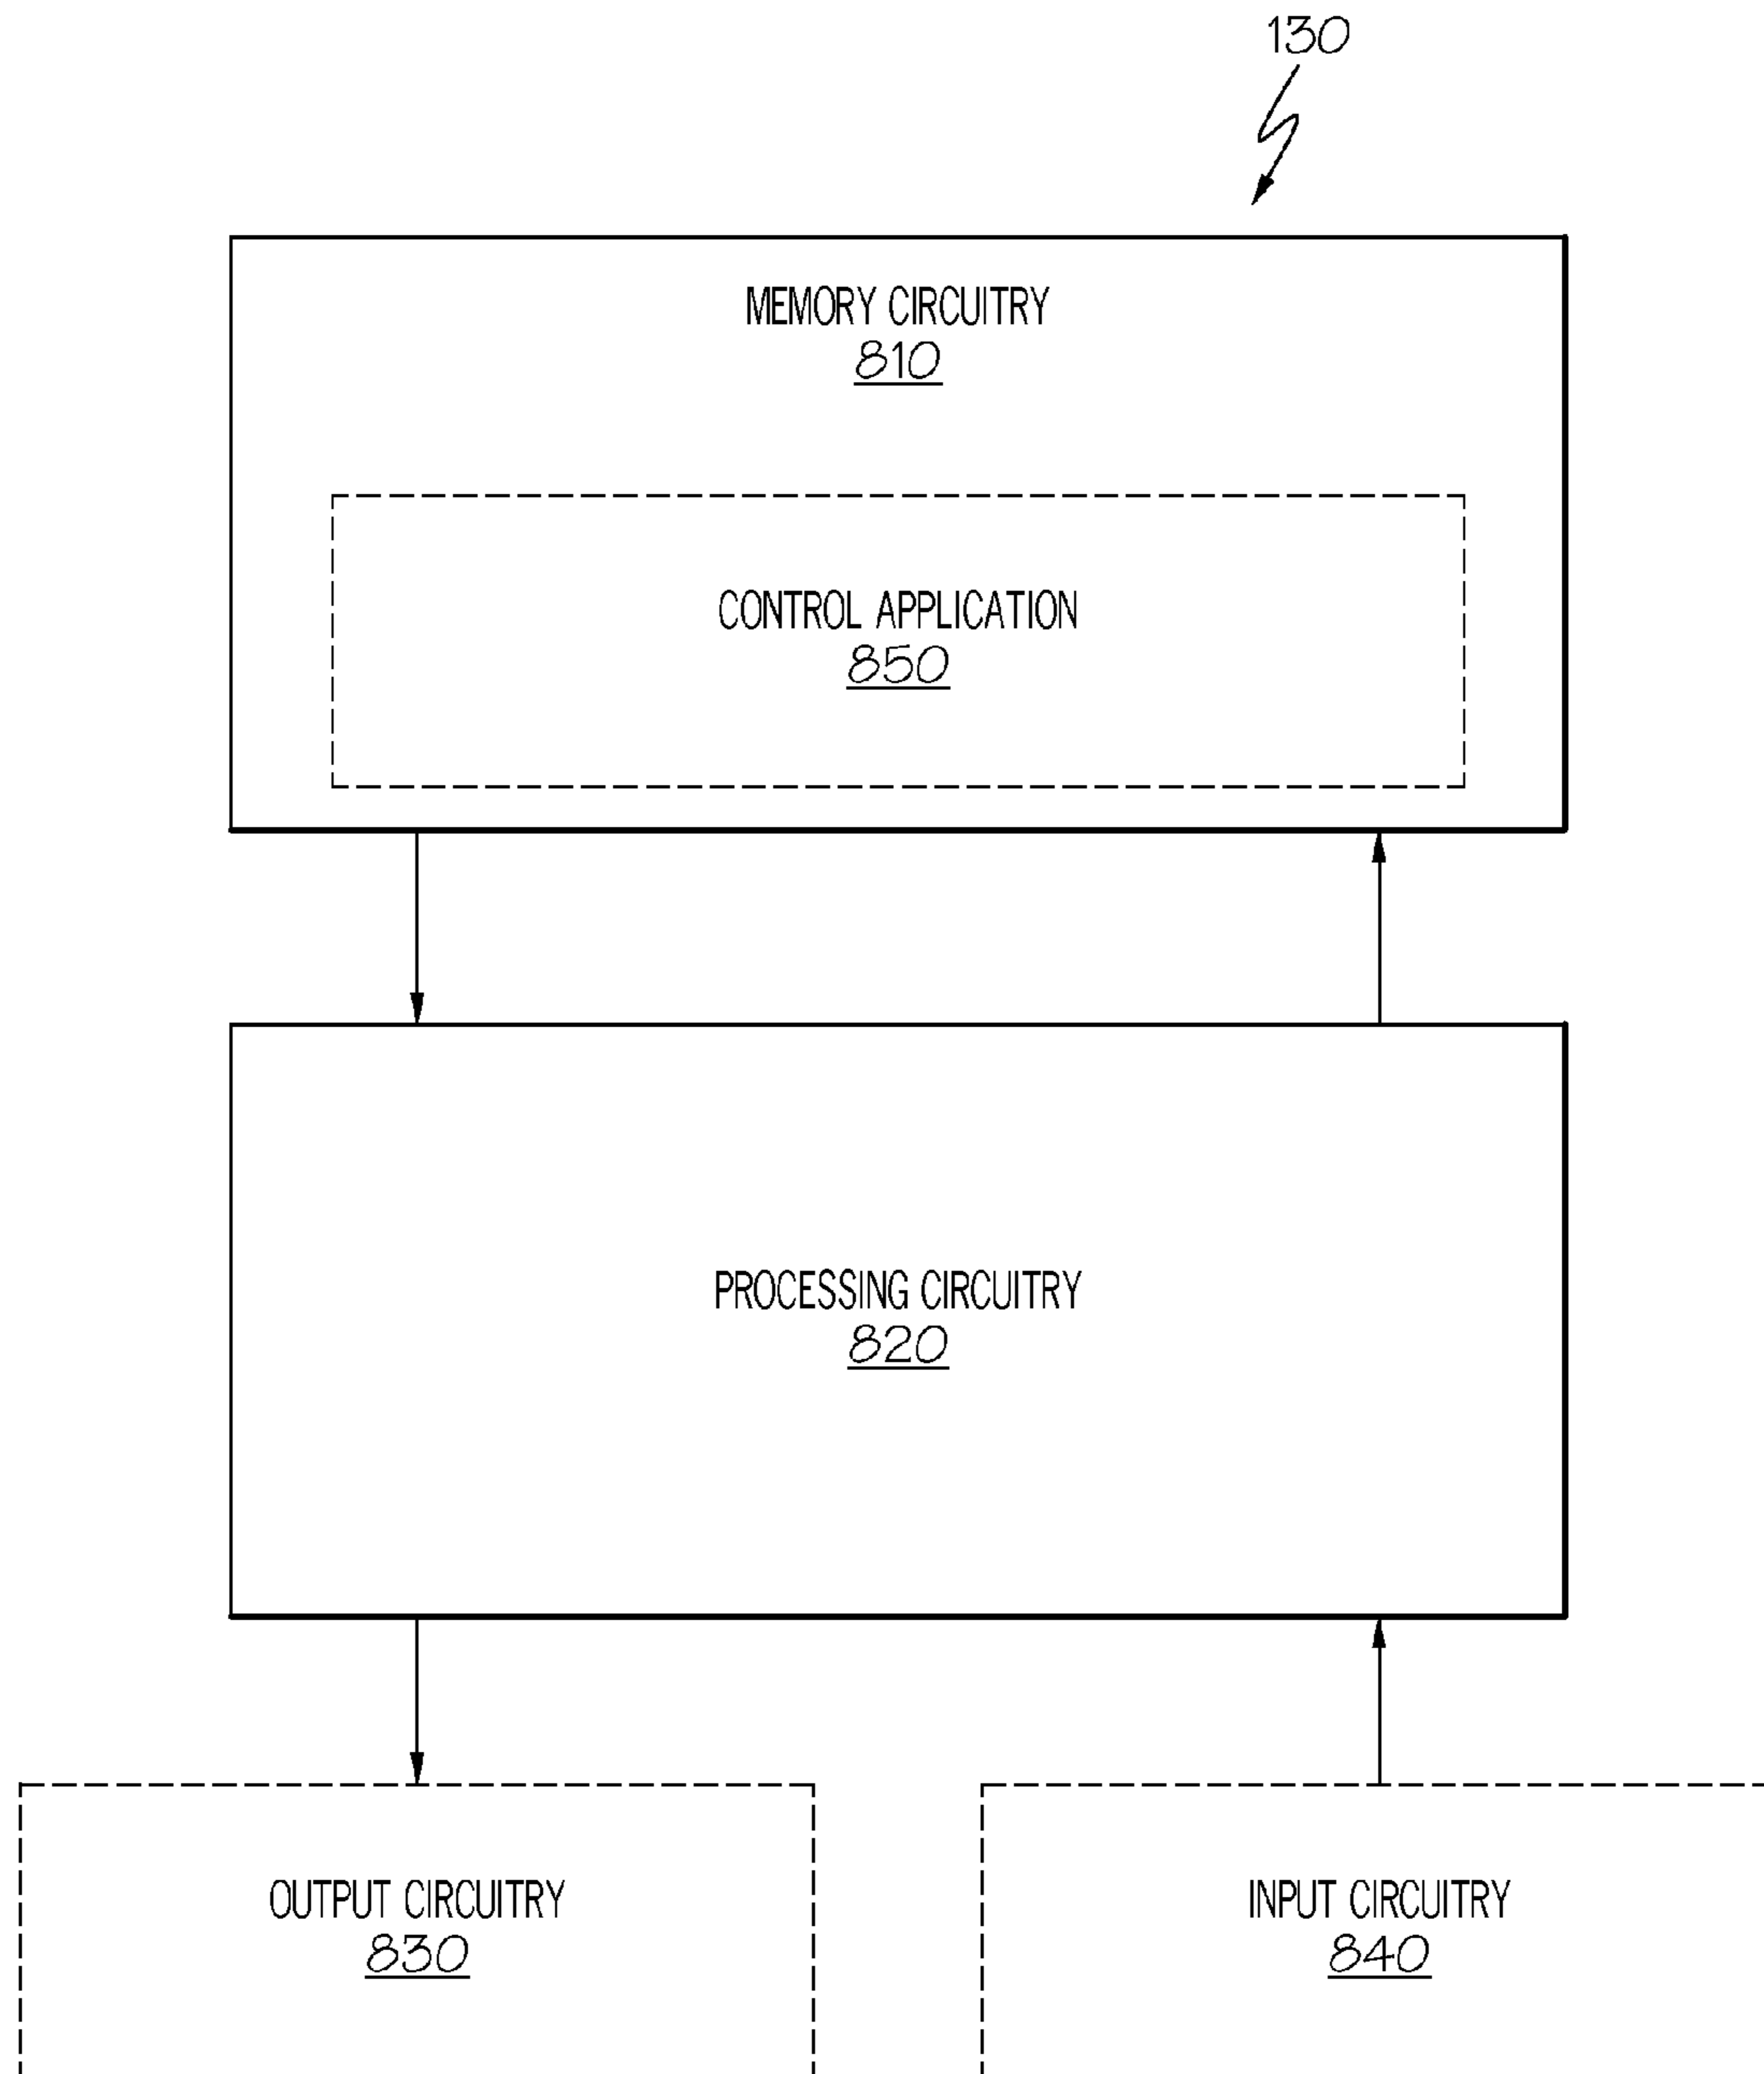 130
MEMORY CIRCUITRY
810
CONTROL APPLICATION
850
PROCESSING CIRCUITRY
820
OUTPUT CIRCUITRY
830
INPUT CIRCUITRY
840